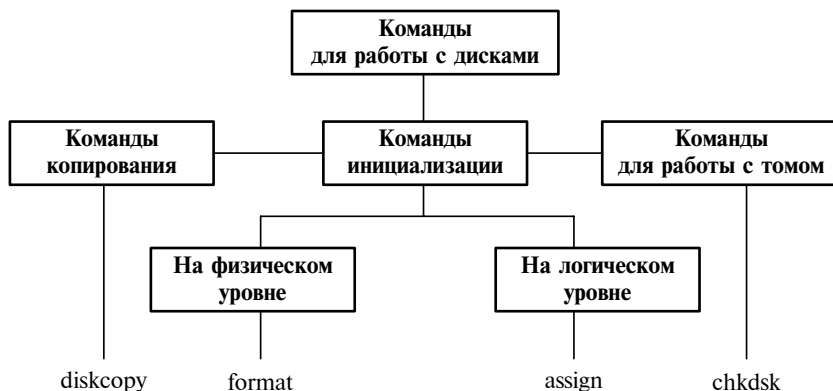 Команды
для работы с дисками
Команды
копирования
Команды
инициализации
Команды
для работы с томом
На физическом
уровне
На логическом
уровне
diskcopy
format
assign
chkdsk